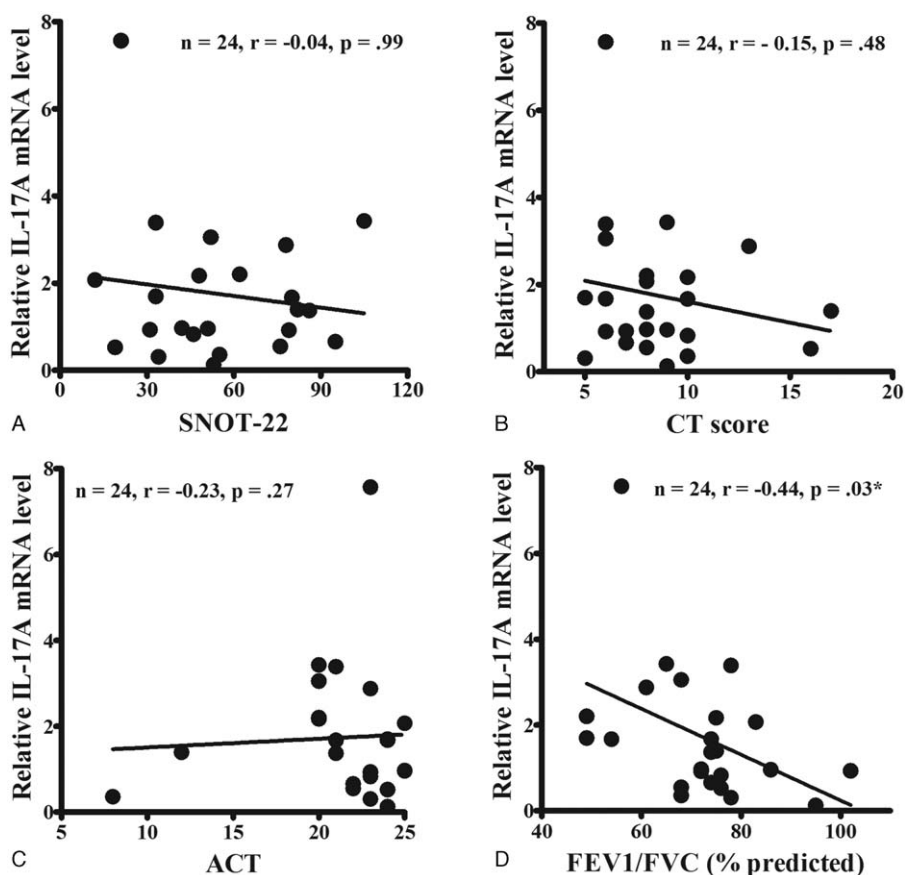 n = 24, r = -0.04, p = .99
Relative IL-17A mRNA level
8
6
4
2
0
0 30 60 90 120
A SNOT-22
n = 24, r = - 0.15, p = .48
Relative IL-17A mRNA level
8
6
4
2
0
5 10 15 20
B CT score
n = 24, r = -0.23, p = .27
Relative IL-17A mRNA level
8
6
4
2
0
5 10 15 20 25
C ACT
n = 24, r = -0.44, p = .03*
Relative IL-17A mRNA level
8
6
4
2
0
40 60 80 100
D FEV1/FVC (% predicted)